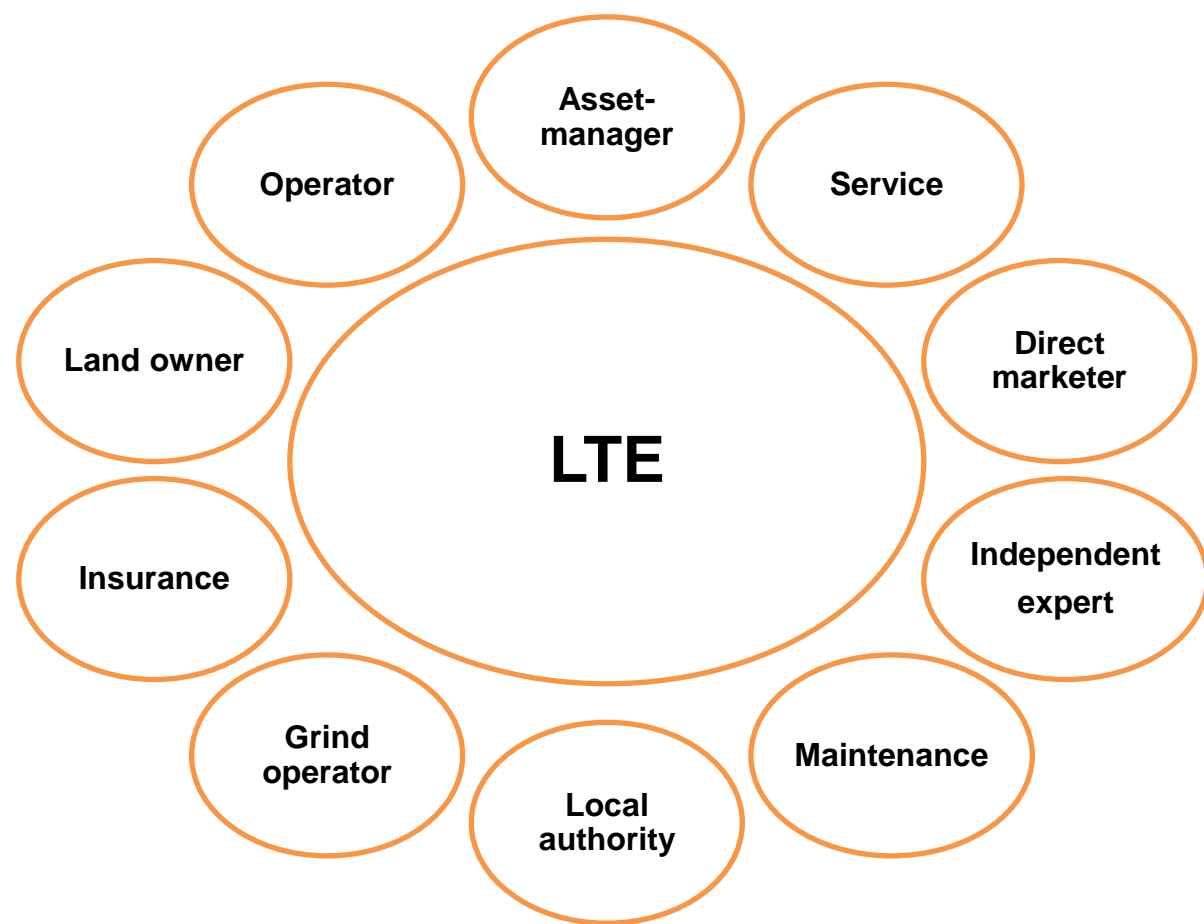 Asset-
manager
Operator
Service
Land owner
Direct
marketer
LTE
Insurance
Independent
expert
Grind
operator
Maintenance
Local
authority